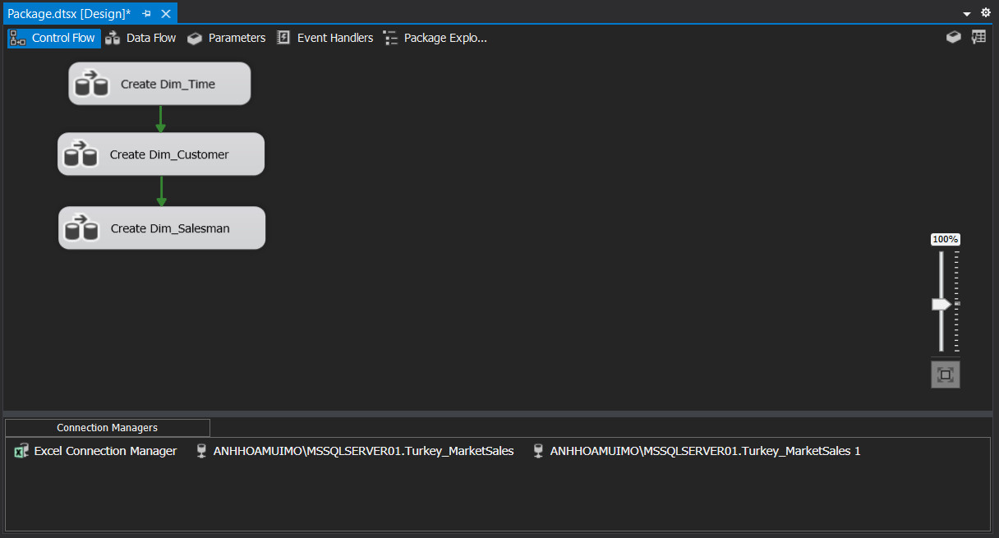 Package.dtsx [Design]*
Control Flow Data Flow Parameters Event Handlers Package Explo...
Create Dim_Time
Create Dim_Customer
Create Dim_Salesman
100%
Connection Managers
Excel Connection Manager ANHHOAMUIMO\MSSQLSERVER01.Turkey_MarketSales ANHHOAMUIMO\MSSQLSERVER01.Turkey_MarketSales 1